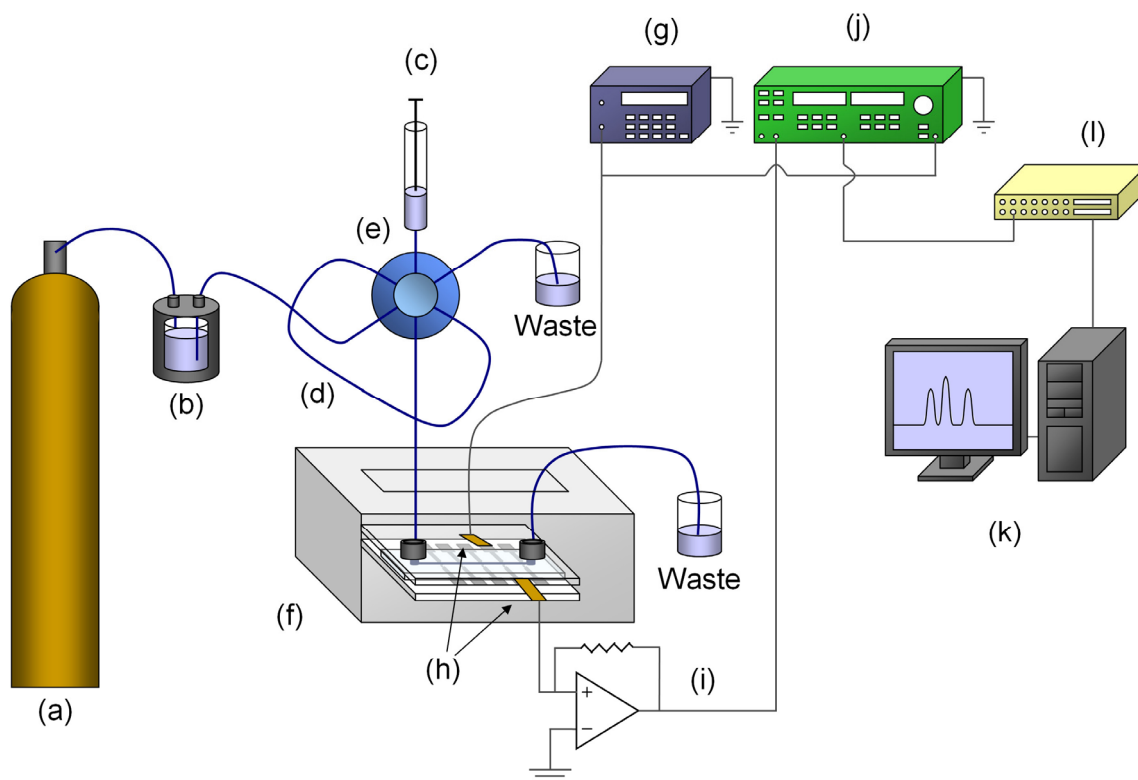 (g)
(j)
(c)
(l)
(e)
Waste
(d)
(b)
(k)
Waste
(f)
(h)
(i)
(a)
+
−